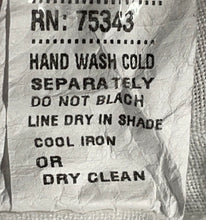 RN: 75343
HAND WASH COLD
SEPARATELY
DO NOT BLACH
LINE DRY IN SHADE
COOL IRON
OR
DRY CLEAN